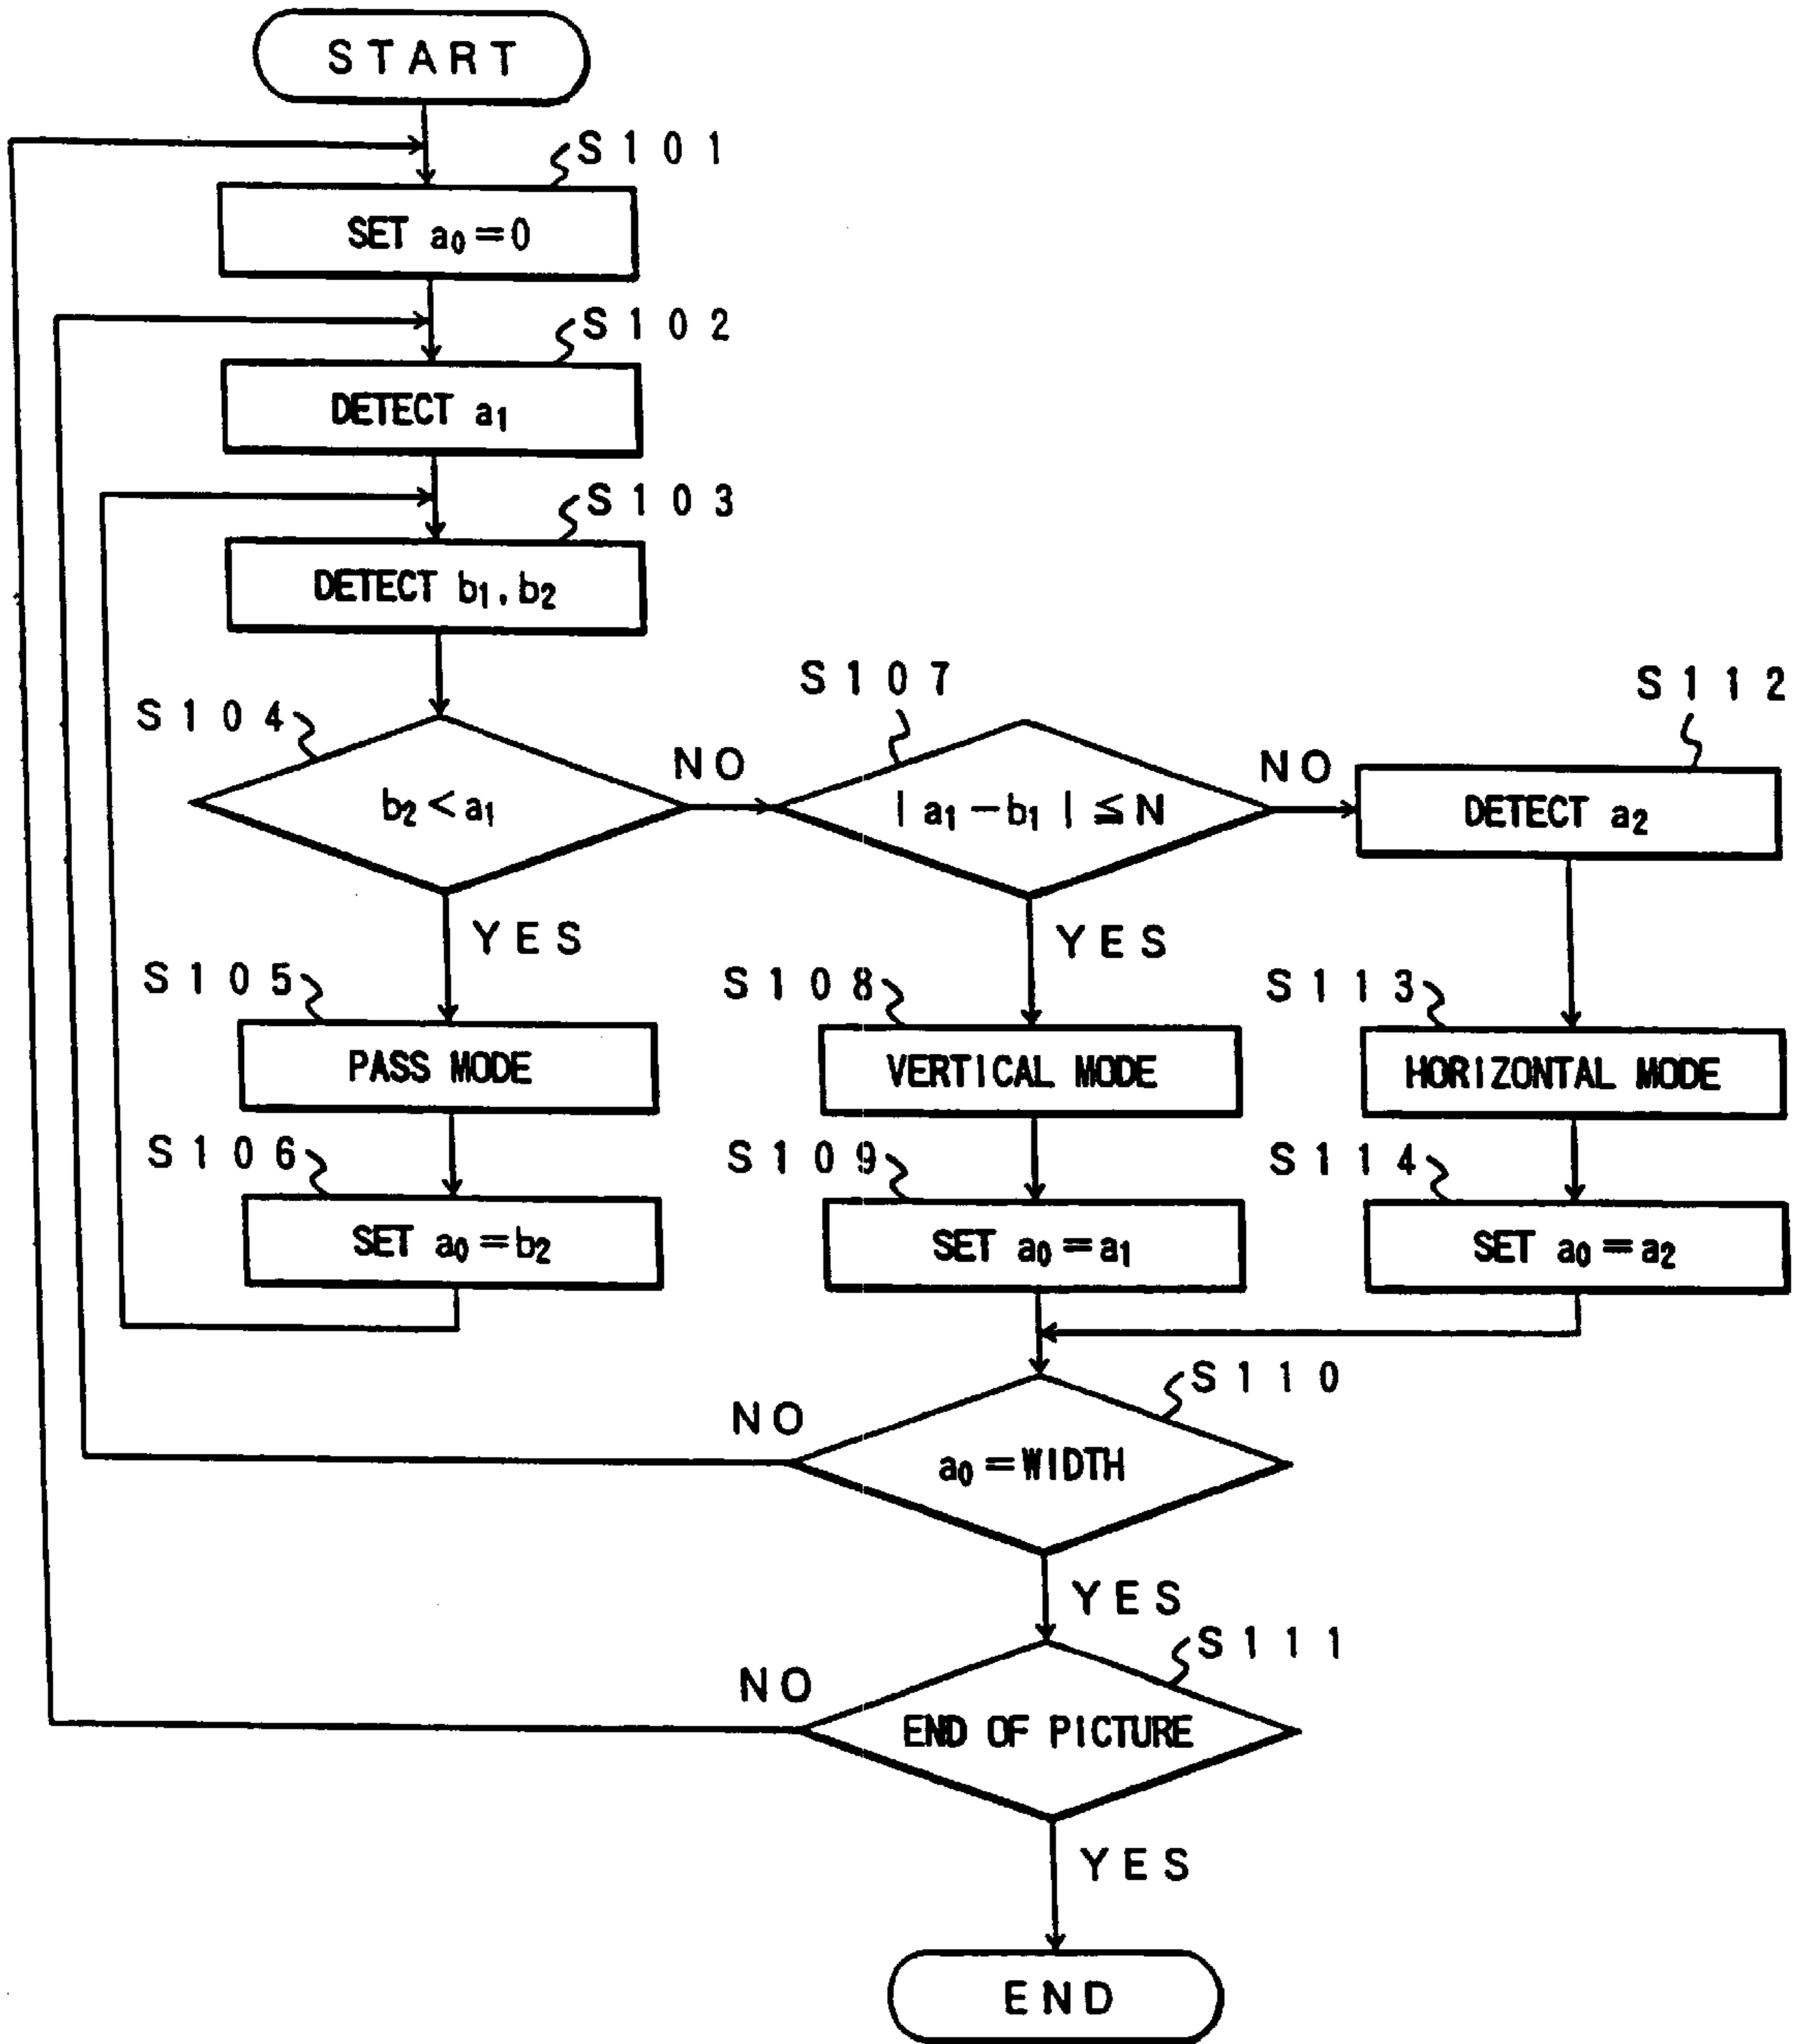 START
S101
SET a₀=0
S102
DETECT a₁
S103
DETECT b₁, b₂
S104
b₂<a₁
NO
S107
| a₁-b₁ | ≦N
NO
S112
DETECT a₂
YES
YES
S105
PASS MODE
S108
VERTICAL MODE
S113
HORIZONTAL MODE
S106
SET a₀=b₂
S109
SET a₀=a₁
S114
SET a₀=a₂
S110
NO
a₀=WIDTH
YES
S111
NO
END OF PICTURE
YES
END